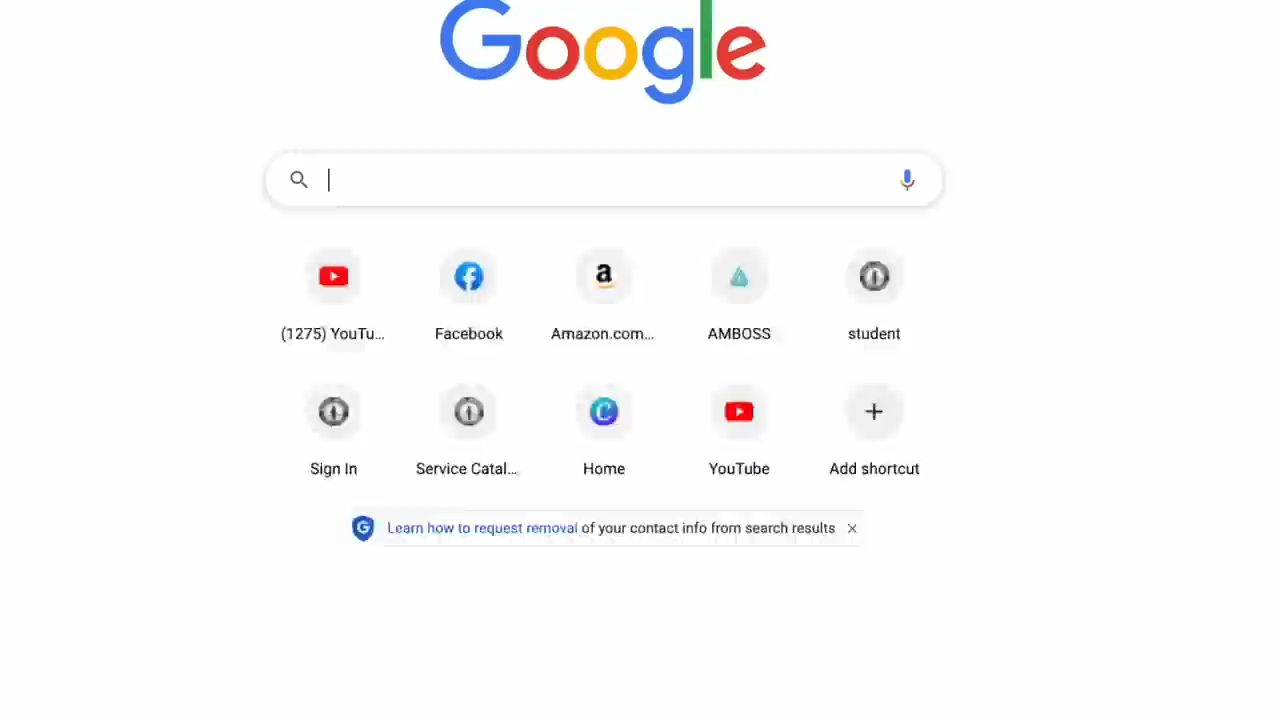 Google
(1275) YouTu...
Facebook
Amazon.com...
AMBOSS
student
Sign In
Service Catal...
Home
YouTube
Add shortcut
Learn how to request removal of your contact info from search results